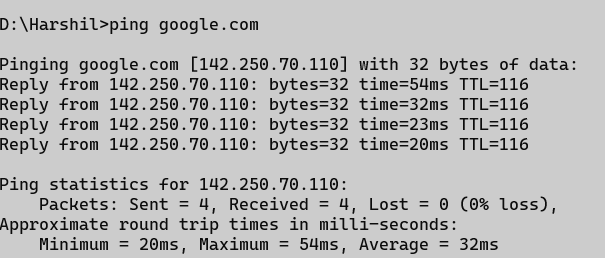 D:\Harshil>ping google.com
Pinging google.com [142.250.70.110] with 32 bytes of data:
Reply from 142.250.70.110: bytes=32 time=54ms TTL=116
Reply from 142.250.70.110: bytes=32 time=32ms TTL=116
Reply from 142.250.70.110: bytes=32 time=23ms TTL=116
Reply from 142.250.70.110: bytes=32 time=20ms TTL=116
Ping statistics for 142.250.70.110:
    Packets: Sent = 4, Received = 4, Lost = 0 (0% loss),
Approximate round trip times in milli-seconds:
    Minimum = 20ms, Maximum = 54ms, Average = 32ms